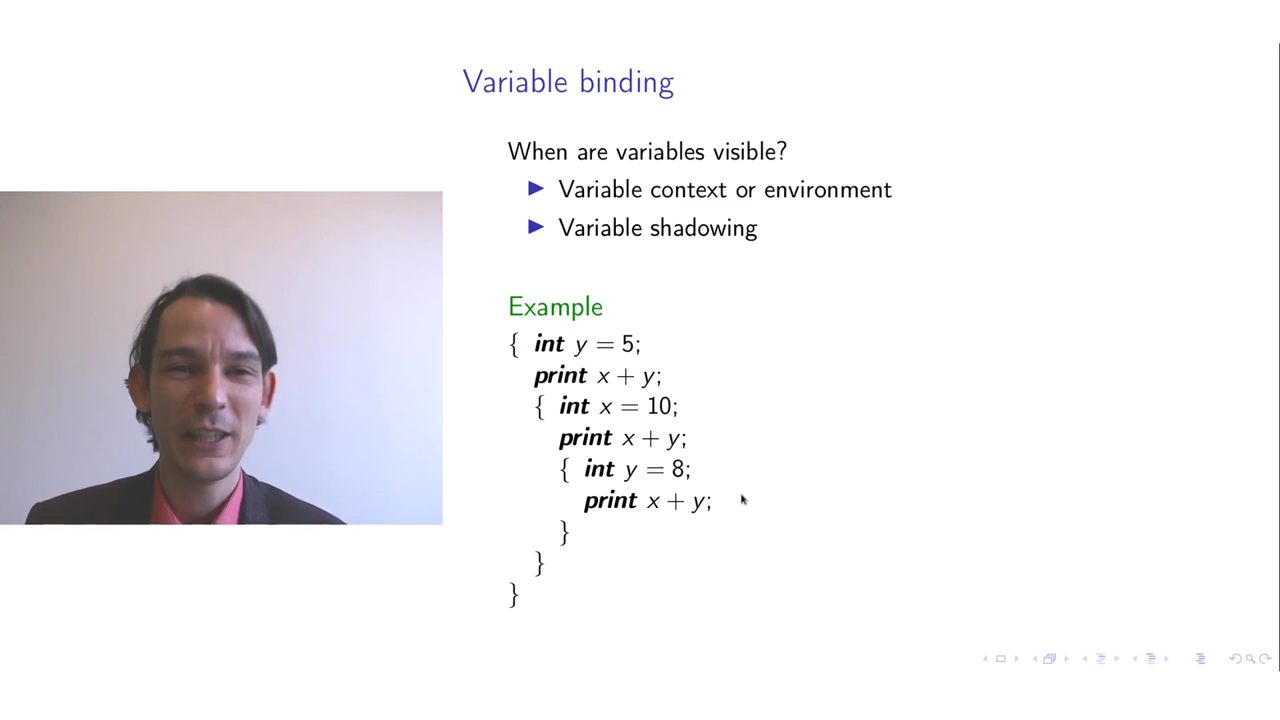 Variable binding
When are variables visible?
▶ Variable context or environment
▶ Variable shadowing
Example
{ int y = 5;
print x + y;
{ int x = 10;
print x + y;
{ int y = 8;
print x + y;
}
}
}